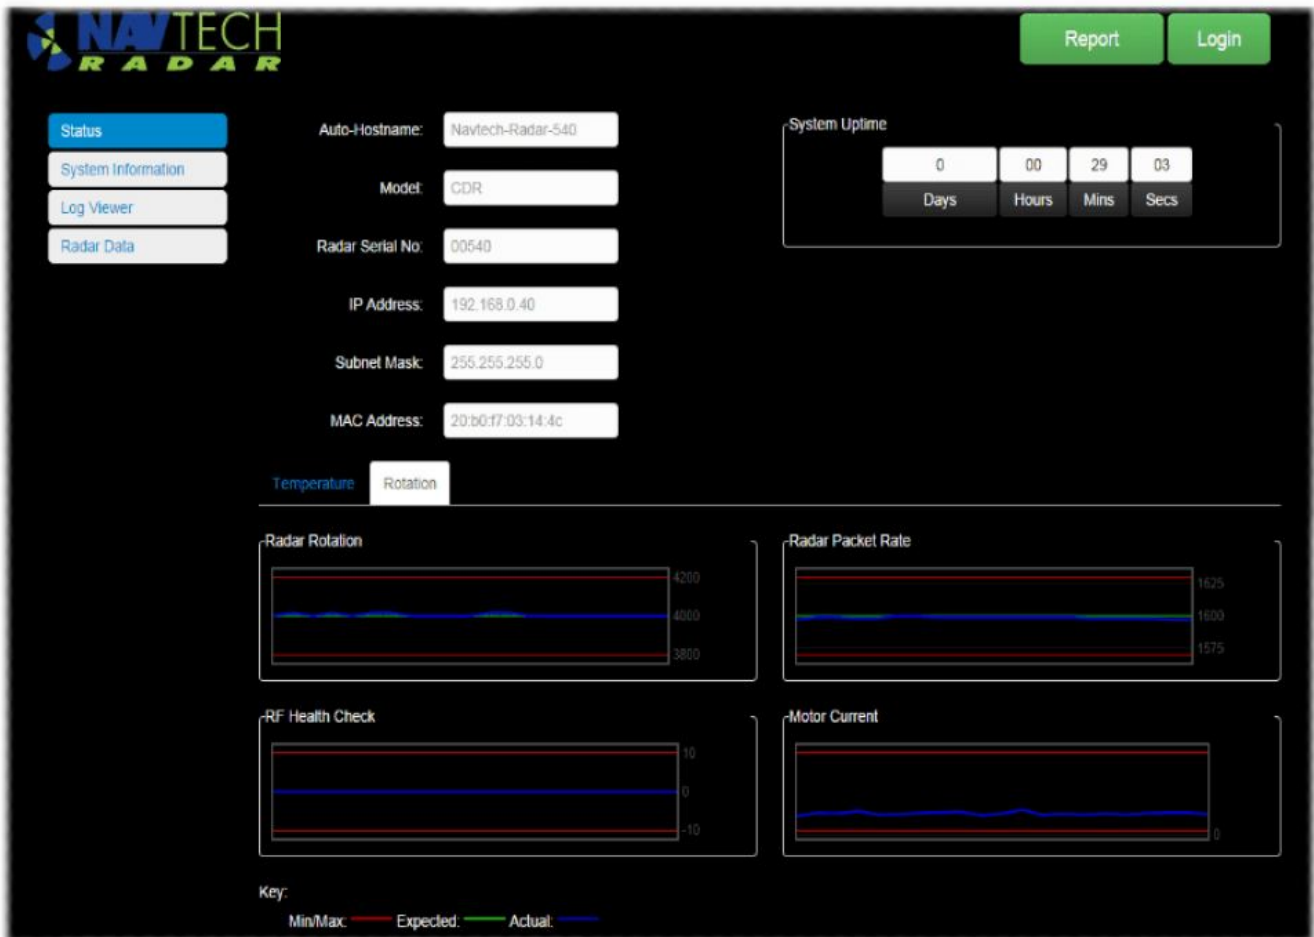 NAVTECH
RADAR
Report
Login
Status
System Information
Log Viewer
Radar Data
Auto-Hostname: Navtech-Radar-540
Model: CDR
Radar Serial No: 00540
IP Address: 192.168.0.40
Subnet Mask: 255.255.255.0
MAC Address: 20:b0:f7:03:14:4c
System Uptime
0 00 29 03
Days Hours Mins Secs
Temperature Rotation
Radar Rotation
4200
4000
3800
Radar Packet Rate
1625
1600
1575
RF Health Check
10
0
-10
Motor Current
0
Key:
Min/Max: Expected: Actual: